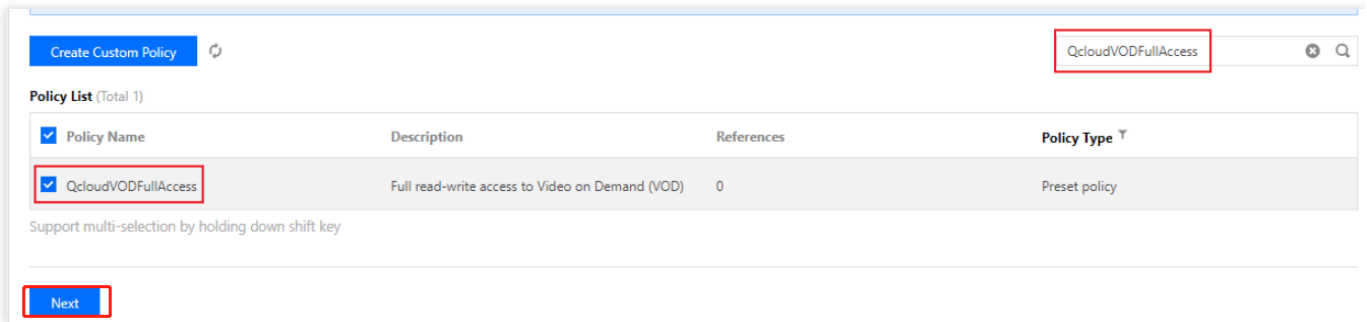 Create Custom Policy
QcloudVODFullAccess
Policy List (Total 1)
Policy Name Description References Policy Type
QcloudVODFullAccess Full read-write access to Video on Demand (VOD) 0 Preset policy
Support multi-selection by holding down shift key
Next